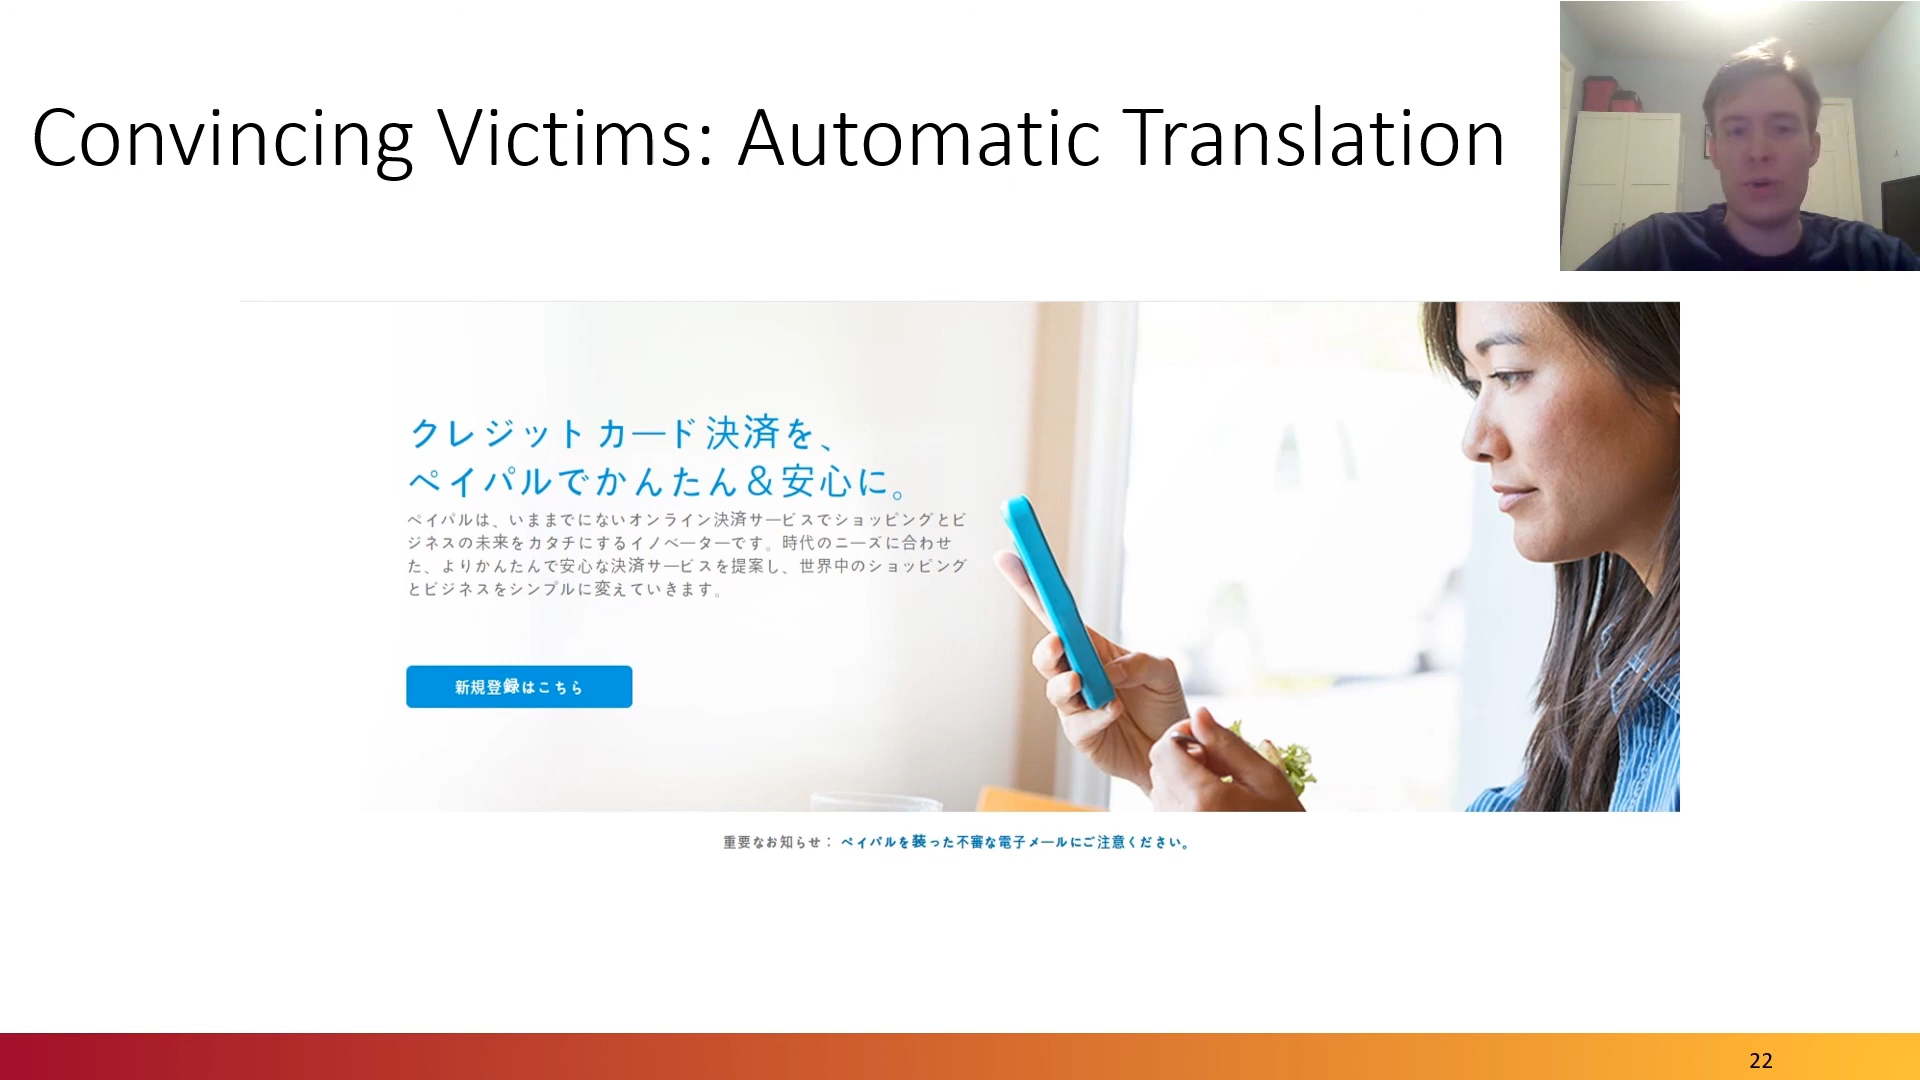 Convincing Victims: Automatic Translation
クレジットカード決済を、
ペイパルでかんたん＆安心に。
ペイパルは、いままでにないオンライン決済サービスでショッピングとビ
ジネスの未来をカタチにするイノベーターです。時代のニーズに合わせ
た、よりかんたんで安心な決済サービスを提案し、世界中のショッピング
とビジネスをシンプルに変えていきます。
新規登録はこちら
重要なお知らせ： ペイパルを装った不審な電子メールにご注意ください。
22